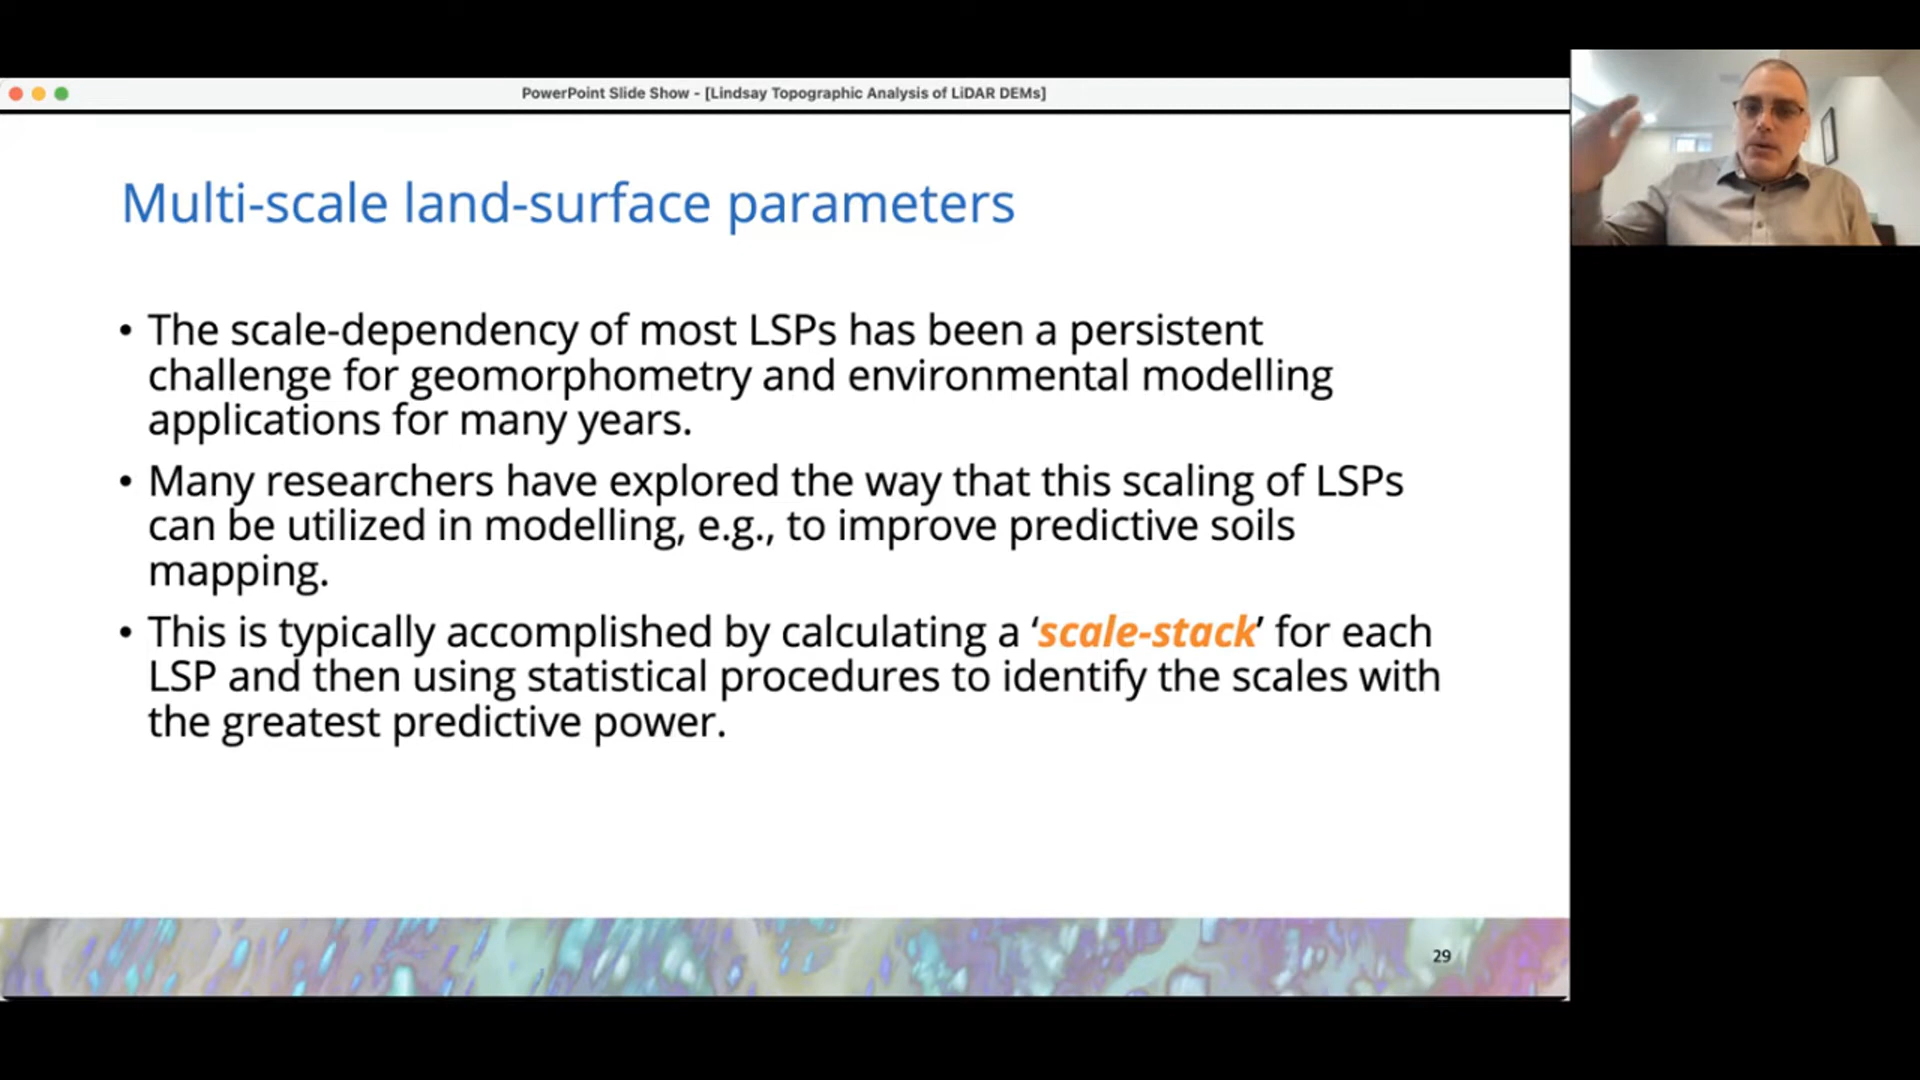 PowerPoint Slide Show - [Lindsay Topographic Analysis of LiDAR DEMs]
Multi-scale land-surface parameters
• The scale-dependency of most LSPs has been a persistent
challenge for geomorphometry and environmental modelling
applications for many years.
• Many researchers have explored the way that this scaling of LSPs
can be utilized in modelling, e.g., to improve predictive soils
mapping.
• This is typically accomplished by calculating a ‘scale-stack’ for each
LSP and then using statistical procedures to identify the scales with
the greatest predictive power.
29